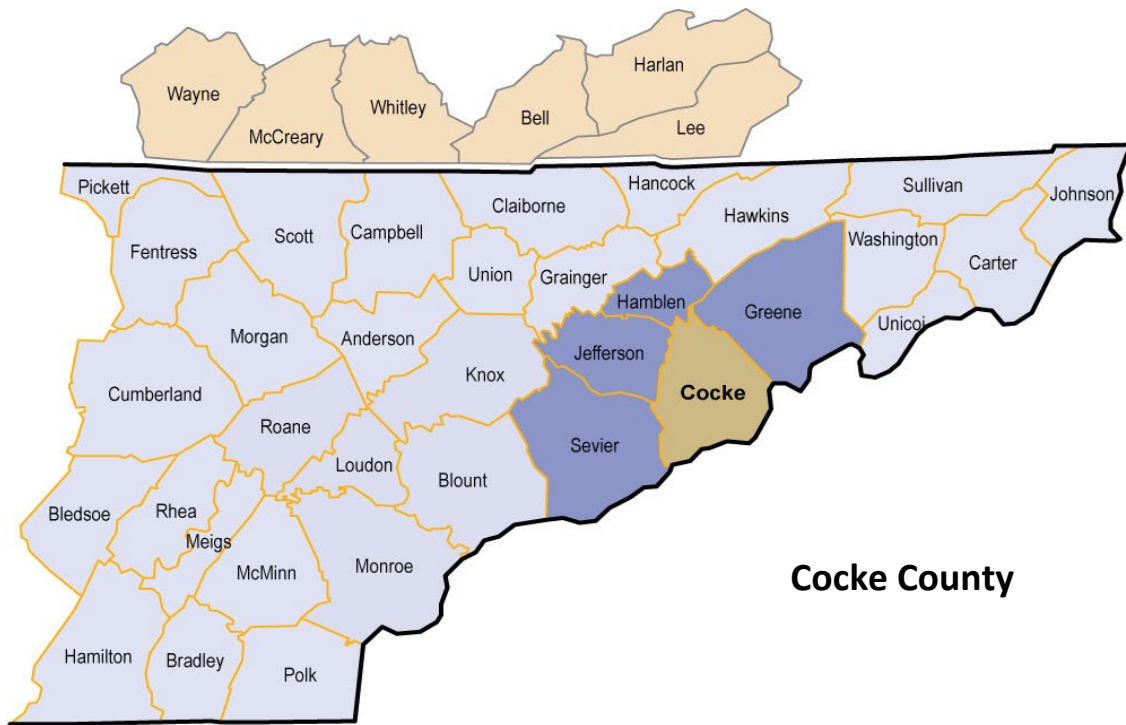 Harlan
Wayne
Whitley
Bell
Lee
McCreary
Pickett
Hancock
Sullivan
Johnson
Claiborne
Hawkins
Scott
Campbell
Washington
Fentress
Carter
Union
Grainger
Hamblen
Greene
Unicoi
Morgan
Anderson
Jefferson
Knox
Cocke
Cumberland
Roane
Sevier
Loudon
Blount
Bledsoe
Rhea
Meigs
McMinn
Monroe
Cocke County
Hamilton
Bradley
Polk